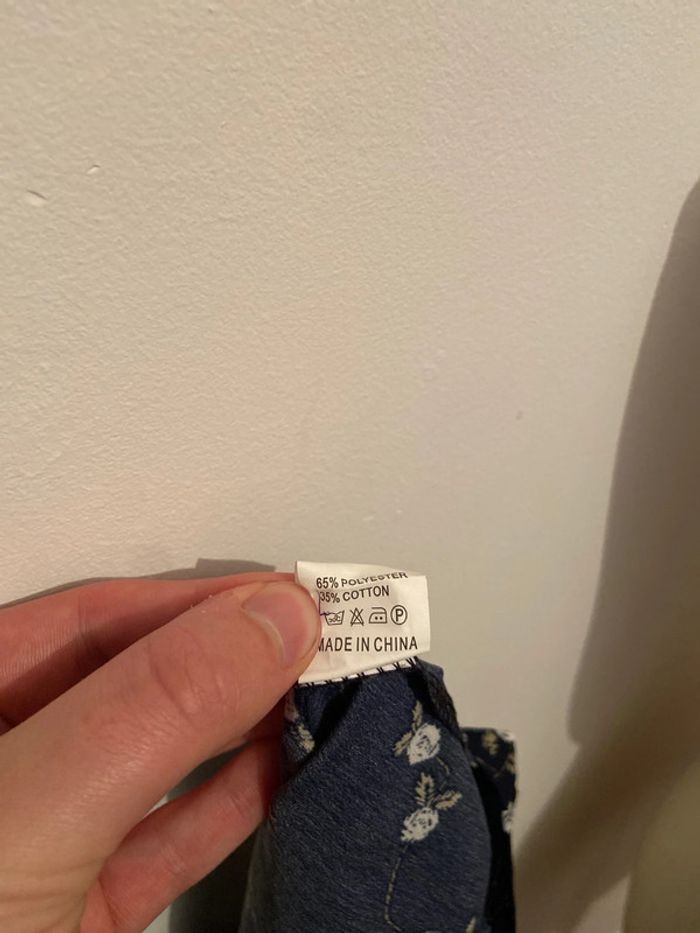 65% POLYESTER
35% COTTON
P
MADE IN CHINA